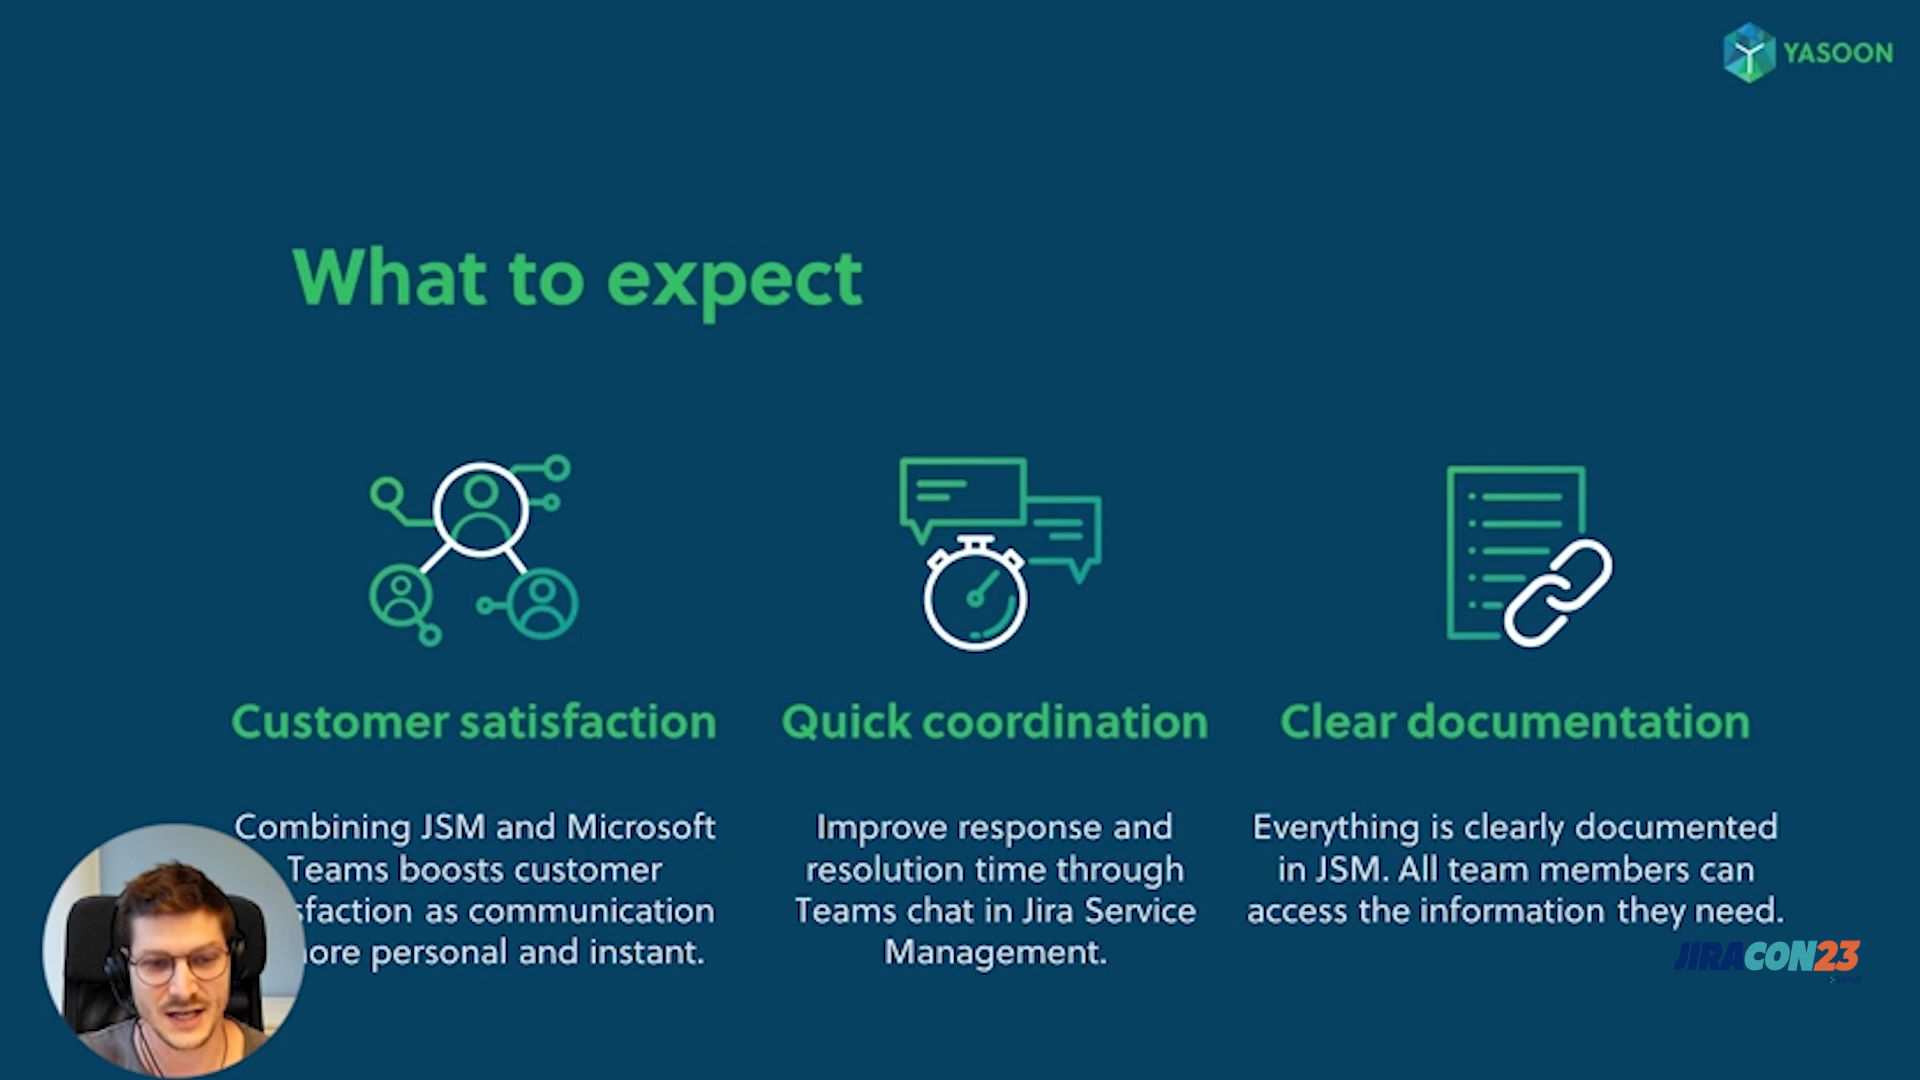 YASOON
What to expect
Customer satisfaction
Combining JSM and Microsoft
Teams boosts customer
sfaction as communication
ore personal and instant.
Quick coordination
Improve response and
resolution time through
Teams chat in Jira Service
Management.
Clear documentation
Everything is clearly documented
in JSM. All team members can
access the information they need.
JIRACON23